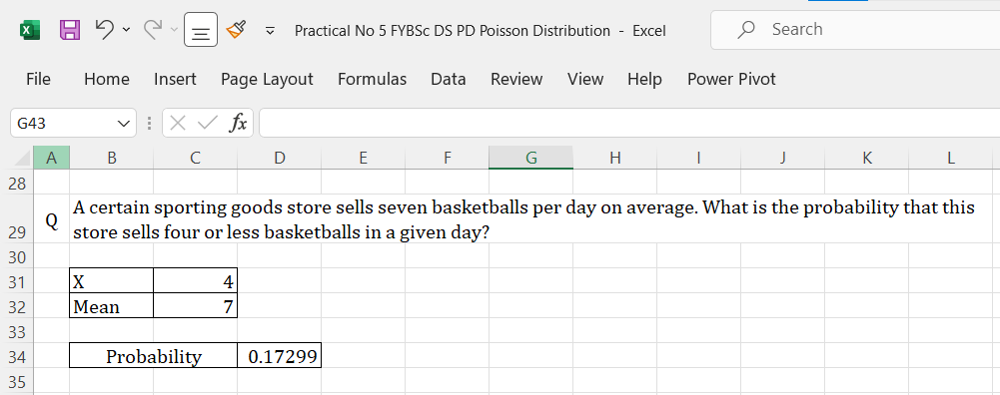 Practical No 5 FYBSc DS PD Poisson Distribution - Excel
Search
File Home Insert Page Layout Formulas Data Review View Help Power Pivot
G43 fx
A B C D E F G H I J K L
28
29 Q A certain sporting goods store sells seven basketballs per day on average. What is the probability that this
store sells four or less basketballs in a given day?
30
31 X 4
32 Mean 7
33
34 Probability 0.17299
35